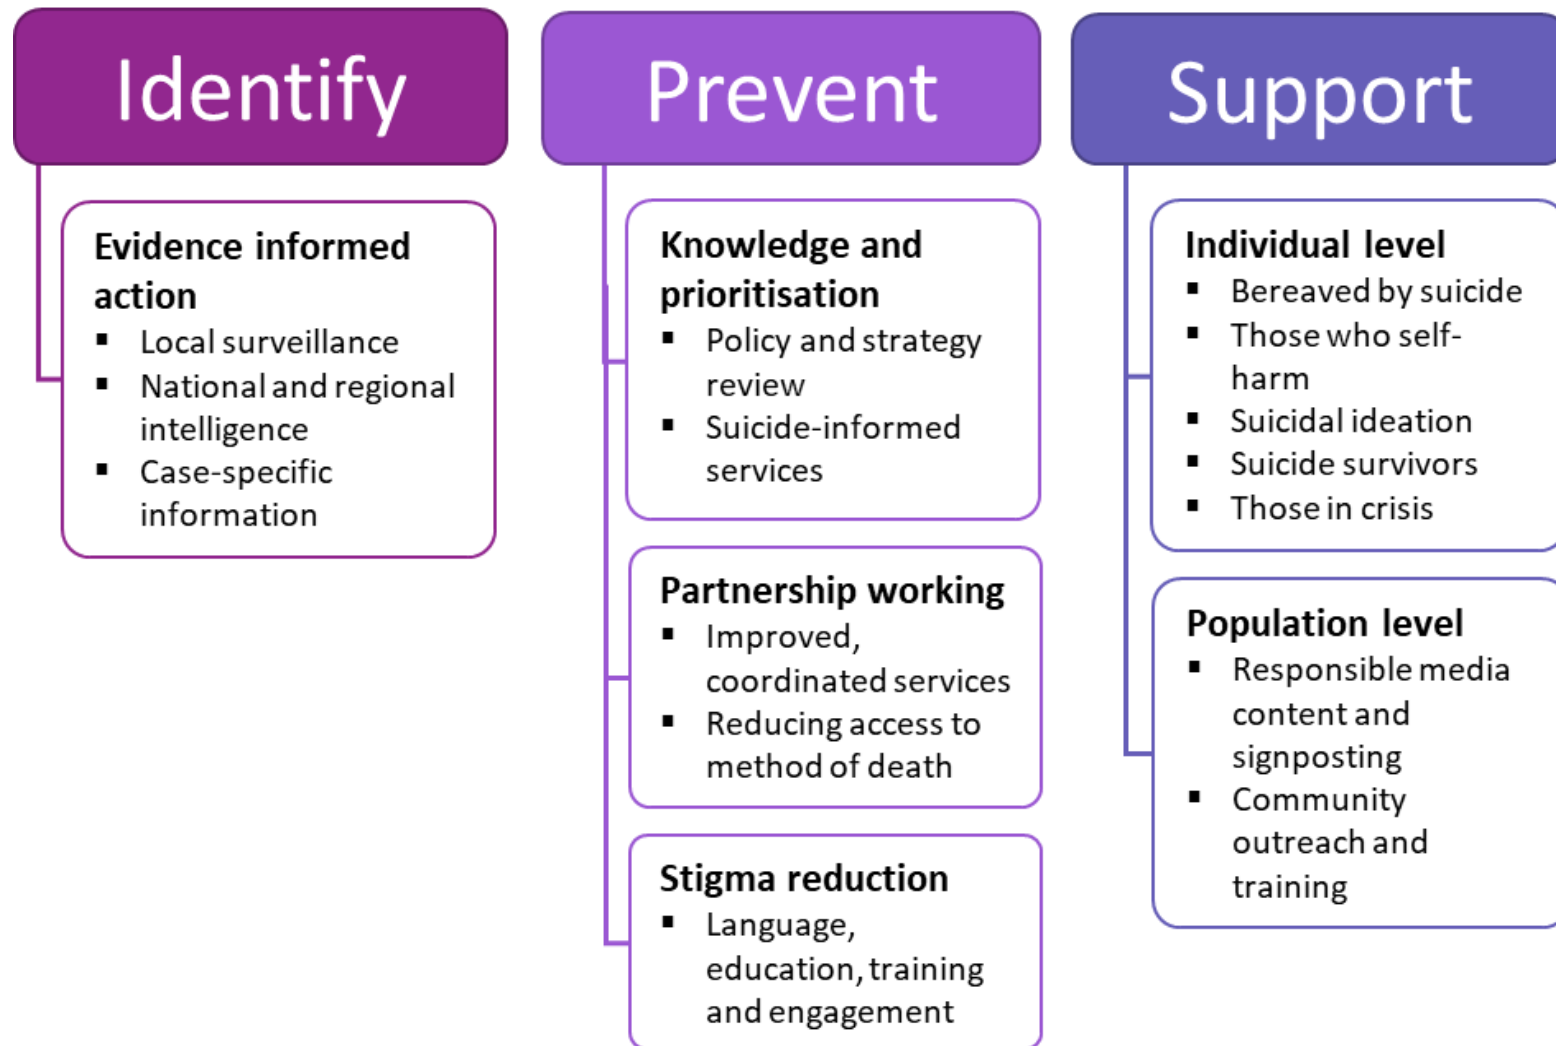 Identify
Evidence informed
action
▪ Local surveillance
▪ National and regional
intelligence
▪ Case-specific
information
Prevent
Knowledge and
prioritisation
▪ Policy and strategy
review
▪ Suicide-informed
services
Partnership working
▪ Improved,
coordinated services
▪ Reducing access to
method of death
Stigma reduction
▪ Language,
education, training
and engagement
Support
Individual level
▪ Bereaved by suicide
▪ Those who self-
harm
▪ Suicidal ideation
▪ Suicide survivors
▪ Those in crisis
Population level
▪ Responsible media
content and
signposting
▪ Community
outreach and
training